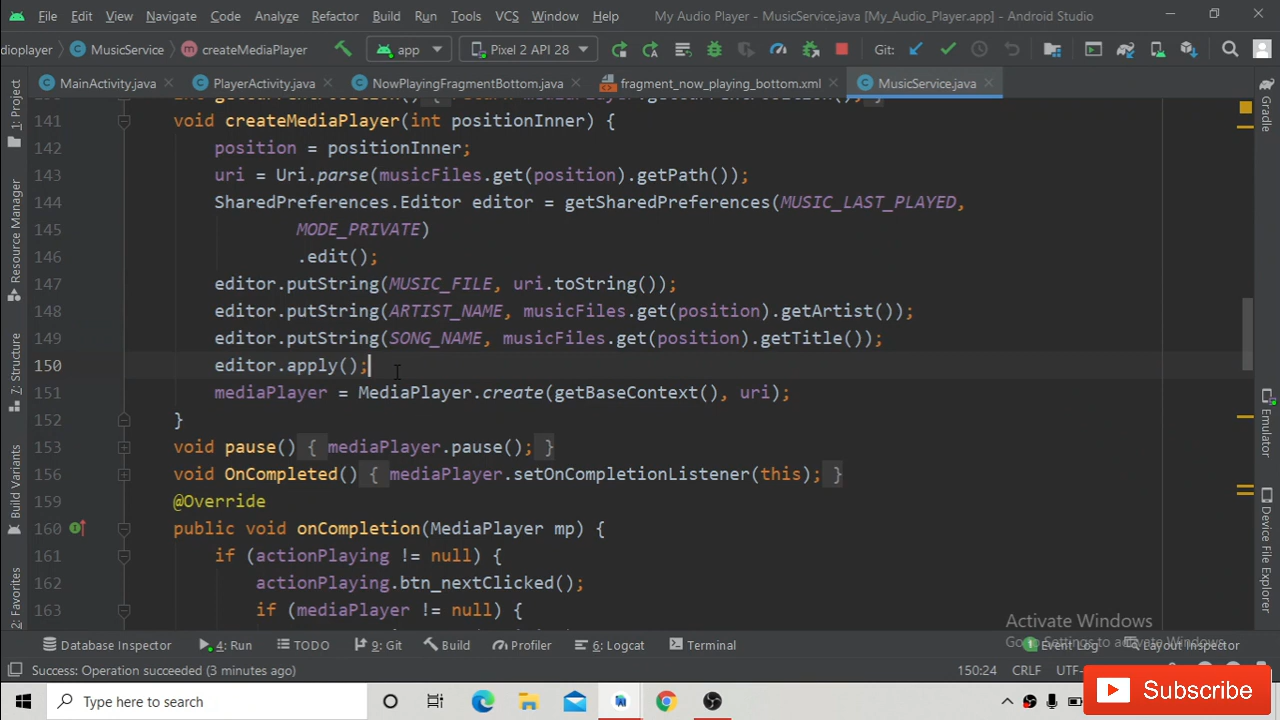 File Edit View Navigate Code Analyze Refactor Build Run Tools VCS Window Help My Audio Player - MusicService.java [My_Audio_Player.app] - Android Studio
dioplayer MusicService createMediaPlayer app Pixel 2 API 28 Git:
MainActivity.java PlayerActivity.java NowPlayingFragmentBottom.java fragment_now_playing_bottom.xml MusicService.java
141 void createMediaPlayer(int positionInner) {
142 position = positionInner;
143 uri = Uri.parse(musicFiles.get(position).getPath());
144 SharedPreferences.Editor editor = getSharedPreferences(MUSIC_LAST_PLAYED,
145 MODE_PRIVATE)
146 .edit();
147 editor.putString(MUSIC_FILE, uri.toString());
148 editor.putString(ARTIST_NAME, musicFiles.get(position).getArtist());
149 editor.putString(SONG_NAME, musicFiles.get(position).getTitle());
150 editor.apply();
151 mediaPlayer = MediaPlayer.create(getBaseContext(), uri);
152 }
153 void pause() { mediaPlayer.pause(); }
156 void OnCompleted() { mediaPlayer.setOnCompletionListener(this); }
159 @Override
160 public void onCompletion(MediaPlayer mp) {
161 if (actionPlaying != null) {
162 actionPlaying.btn_nextClicked();
163 if (mediaPlayer != null) {
1: Project
Resource Manager
7: Structure
Build Variants
2: Favorites
Gradle
Emulator
Device File Explorer
Activate Windows
Go to Settings to activate Windows.
Database Inspector 4: Run TODO 9: Git Build Profiler 6: Logcat Terminal Event Log Layout Inspector
Success: Operation succeeded (3 minutes ago) 150:24 CRLF
Type here to search
Subscribe